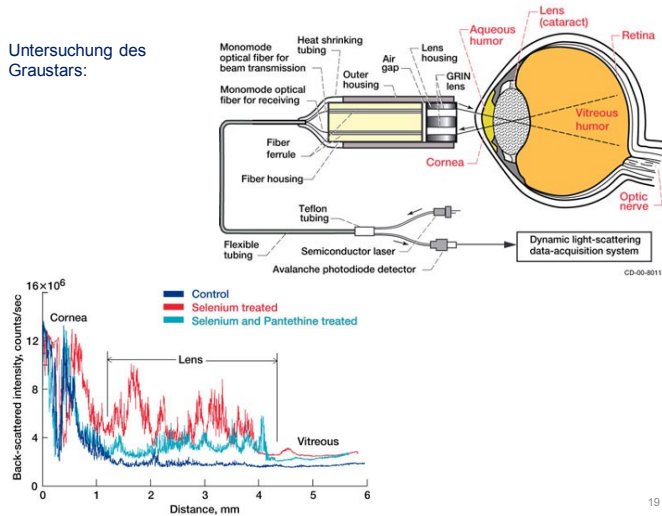 Untersuchung des
Graustars:
Monomode
optical fiber for
beam transmission
Heat shrinking
tubing
Monomode optical
fiber for receiving
Outer
housing
Air
gap
Lens
housing
GRIN
lens
Aqueous
humor
Lens
(cataract)
Retina
Vitreous
humor
Cornea
Optic
nerve
Fiber
ferrule
Fiber housing
Teflon
tubing
Flexible
tubing
Semiconductor laser
Avalanche photodiode detector
Dynamic light-scattering
data-acquisition system
CD-00-8011
16×10⁶
12
8
4
0
Back-scattered intensity, counts/sec
Control
Selenium treated
Selenium and Pantethine treated
Cornea
Lens
Vitreous
0 1 2 3 4 5 6
Distance, mm
19